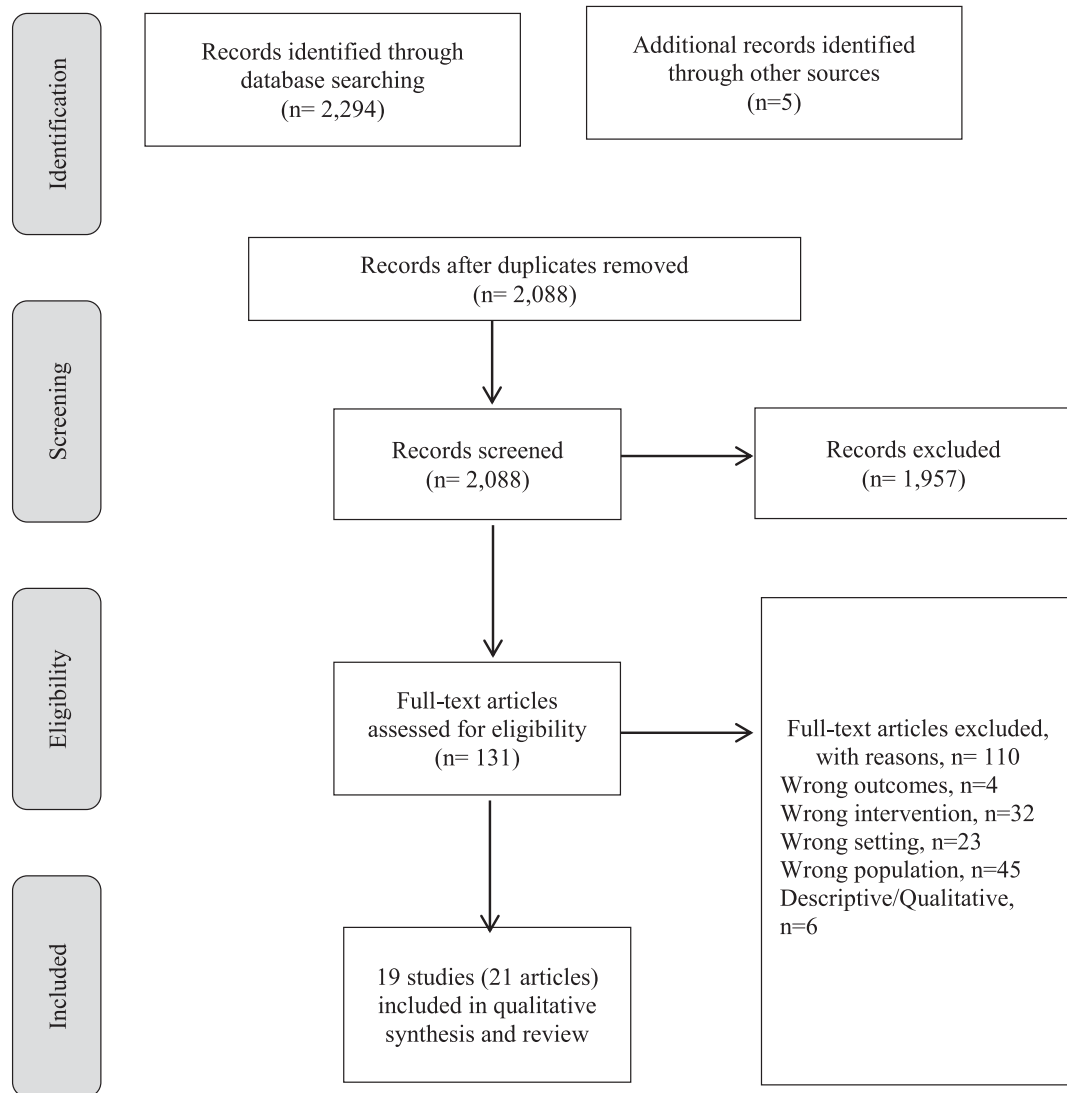 Identification
Records identified through
database searching
(n= 2,294)
Additional records identified
through other sources
(n=5)
Records after duplicates removed
(n= 2,088)
Screening
Records screened
(n= 2,088)
Records excluded
(n= 1,957)
Eligibility
Full-text articles
assessed for eligibility
(n= 131)
Full-text articles excluded,
with reasons, n= 110
Wrong outcomes, n=4
Wrong intervention, n=32
Wrong setting, n=23
Wrong population, n=45
Descriptive/Qualitative,
n=6
Included
19 studies (21 articles)
included in qualitative
synthesis and review